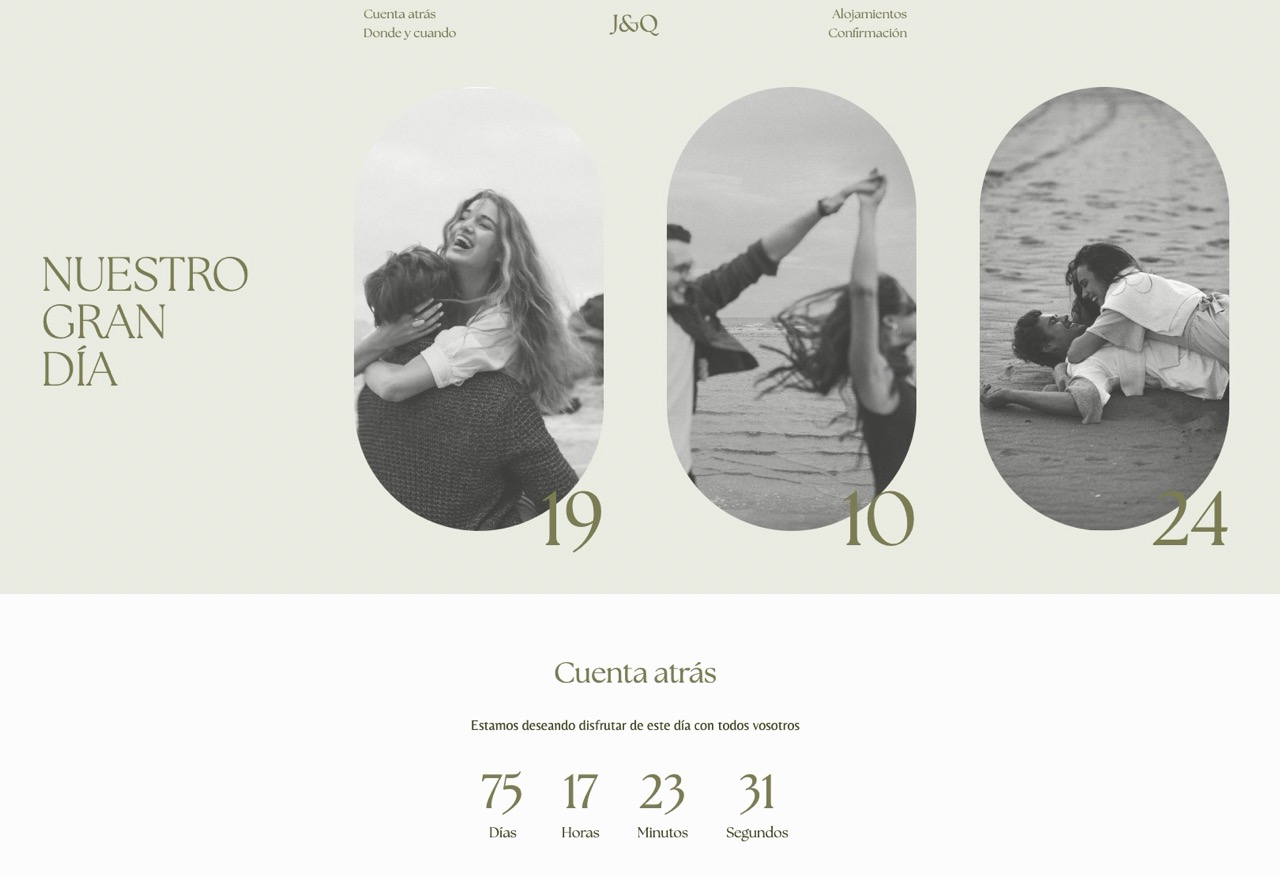 Cuenta atrás
Donde y cuando
J&Q
Alojamientos
Confirmación
NUESTRO
GRAN
DÍA
19
10
24
Cuenta atrás
Estamos deseando disfrutar de este día con todos vosotros
75 17 23 31
Días Horas Minutos Segundos